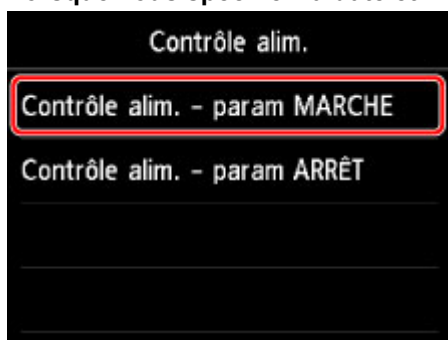 Contrôle alim.
Contrôle alim. – param MARCHE
Contrôle alim. – param ARRÊT